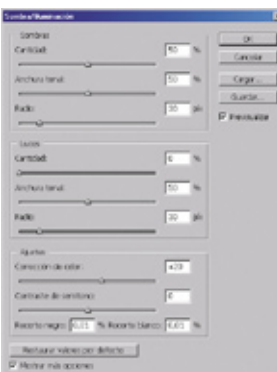 Sombra/Iluminación
Sombras
Cantidad: 50 %
Anchura tonal: 50 %
Radio: 30 píx
Luces
Cantidad: 0 %
Anchura tonal: 50 %
Radio: 30 píx
Ajustes
Corrección de color: +20
Contraste de semitono: 0
Recorte negro: 0.01 % Recorte blanco: 0.01 %
Restaurar valores por defecto
Mostrar más opciones
OK
Cancelar
Cargar...
Guardar...
Previsualizar